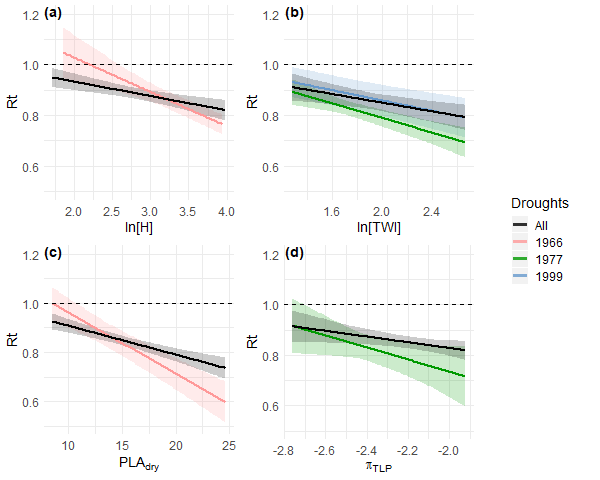 (a)
1.2
1.0
0.8
0.6
Rt
2.0 2.5 3.0 3.5 4.0
ln[H]
(b)
1.2
1.0
0.8
0.6
Rt
1.6 2.0 2.4
ln[TWI]
(c)
1.2
1.0
0.8
0.6
Rt
10 15 20 25
PLAdry
(d)
1.2
1.0
0.8
0.6
Rt
-2.8 -2.6 -2.4 -2.2 -2.0
πTLP
Droughts
All
1966
1977
1999